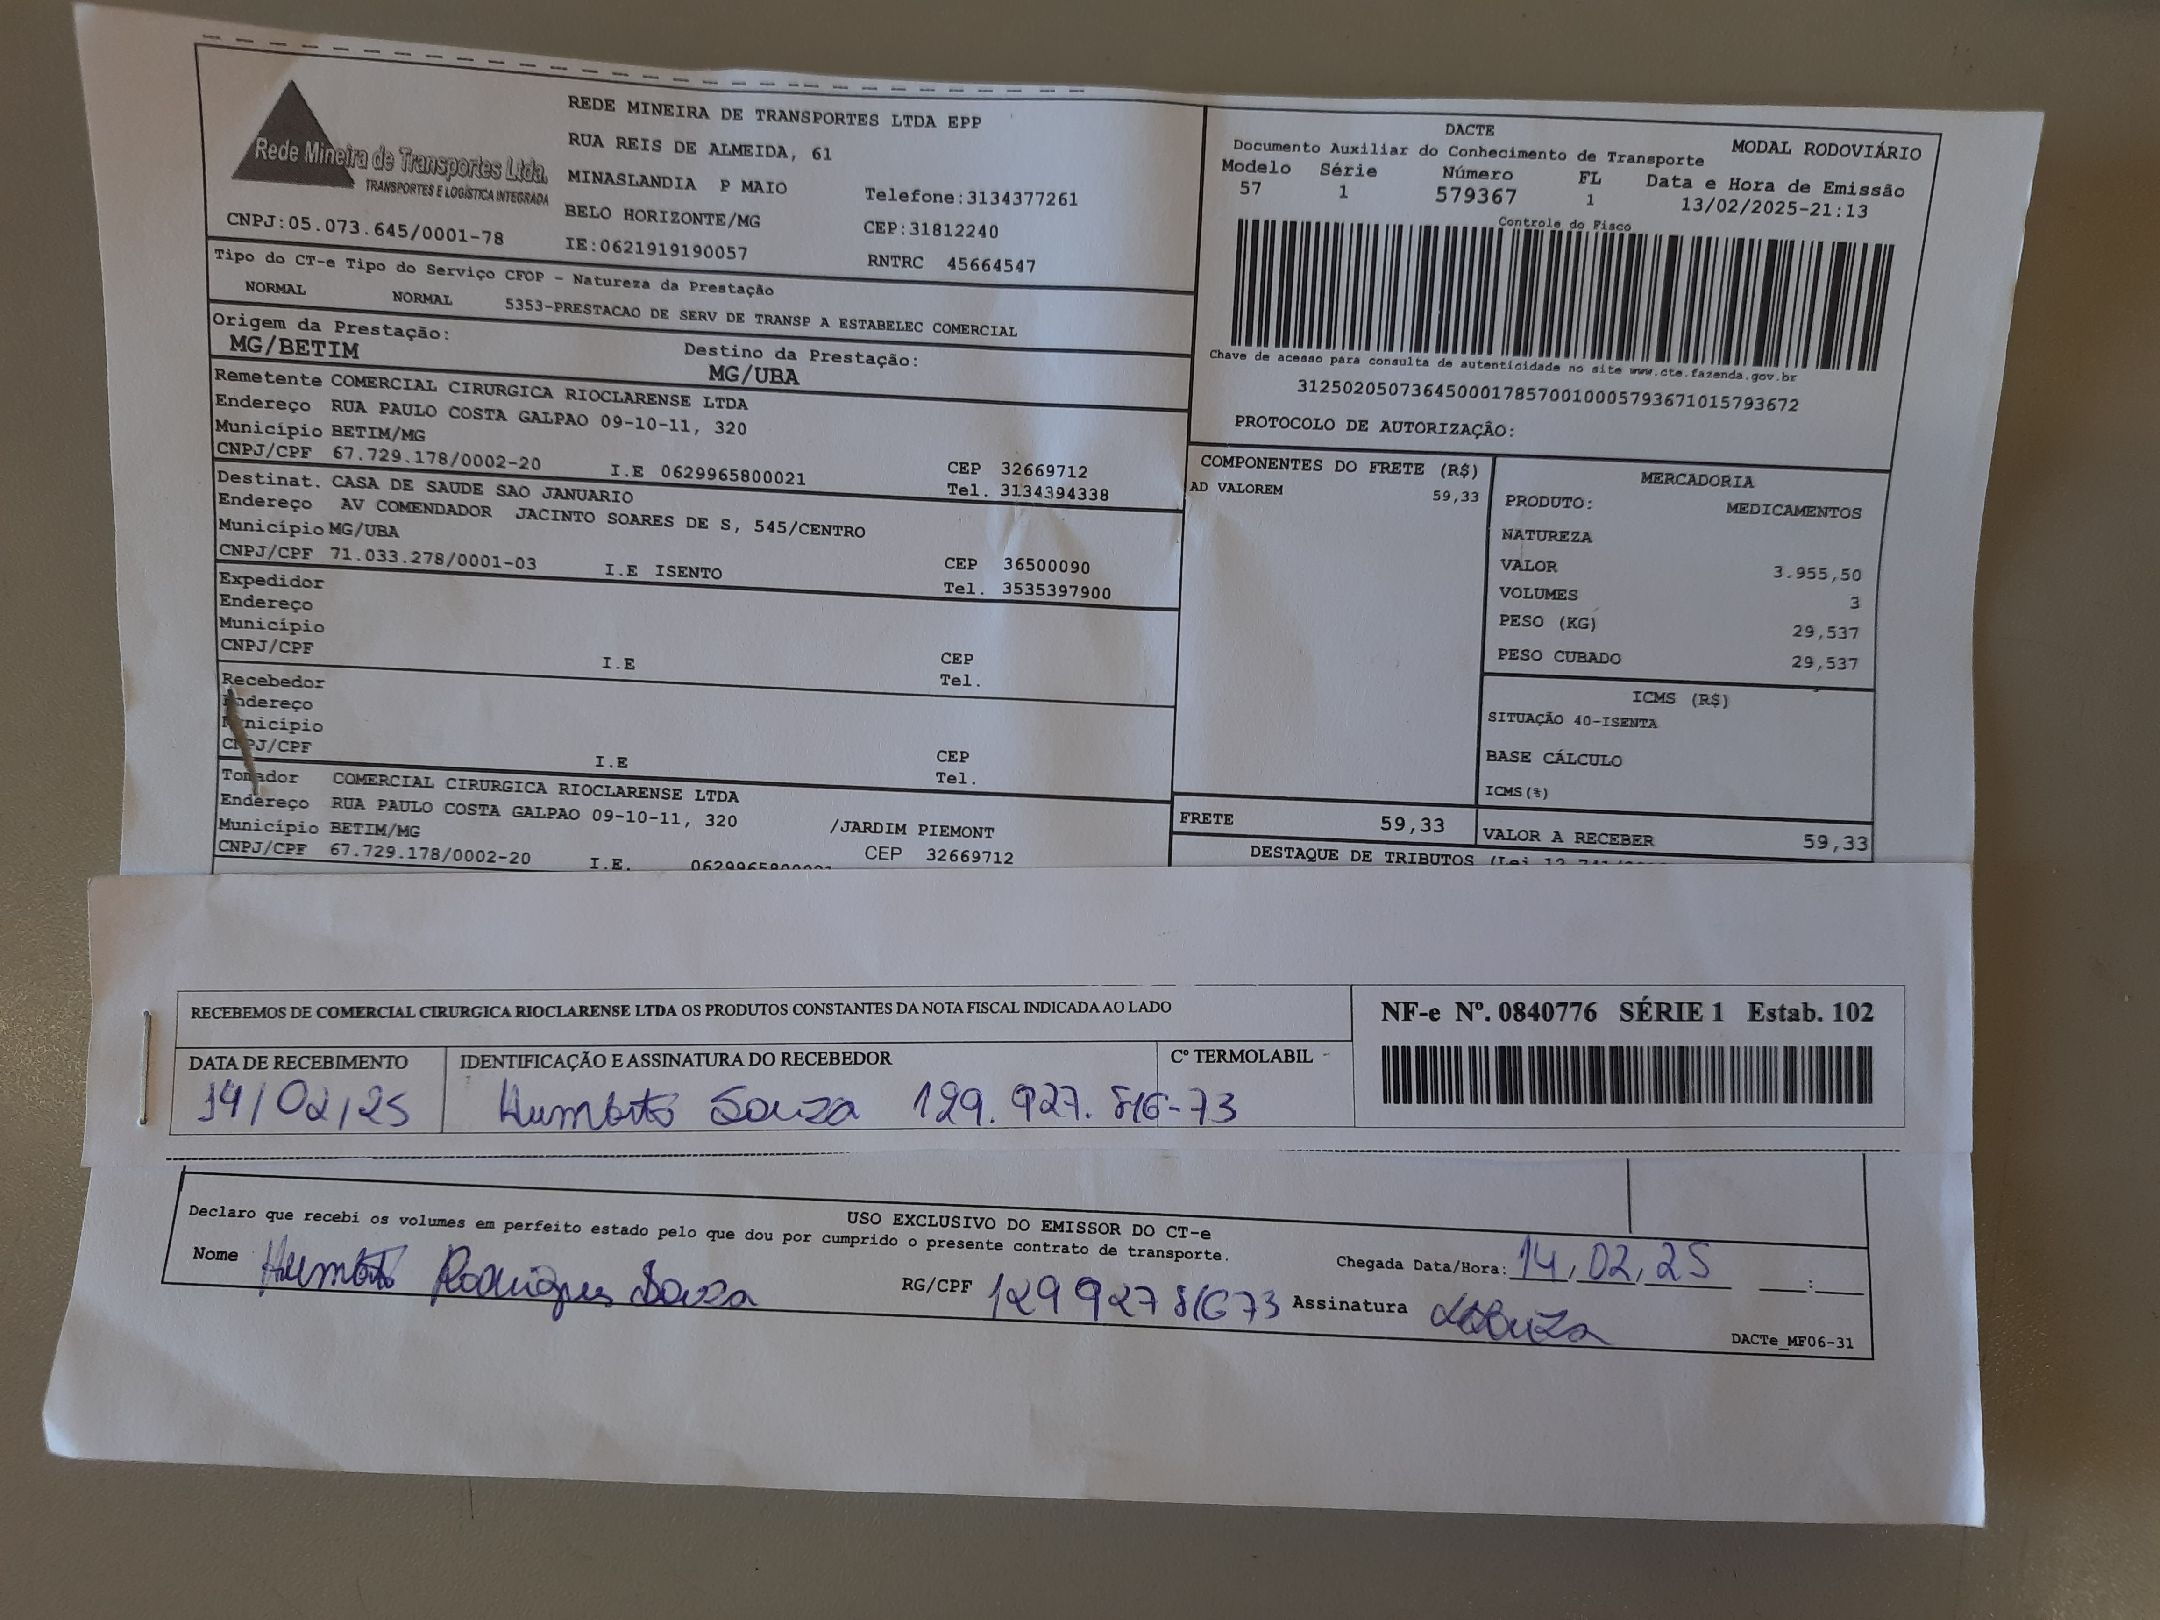 Rede Mineira de Transportes Ltda.
TRANSPORTES E LOGÍSTICA INTEGRADA
CNPJ:05.073.645/0001-78
REDE MINEIRA DE TRANSPORTES LTDA EPP
RUA REIS DE ALMEIDA, 61
MINASLANDIA P MAIO Telefone:3134377261
BELO HORIZONTE/MG CEP:31812240
IE:0621919190057 RNTRC 45664547
DACTE MODAL RODOVIÁRIO
Documento Auxiliar do Conhecimento de Transporte
Modelo Série Número FL Data e Hora de Emissão
57 1 579367 1 13/02/2025-21:13
Controle do Fisco
Chave de acesso para consulta de autenticidade no site www.cte.fazenda.gov.br
31250205073645000178570010005793671015793672
PROTOCOLO DE AUTORIZAÇÃO:
Tipo do CT-e Tipo do Serviço CFOP - Natureza da Prestação
NORMAL NORMAL 5353-PRESTACAO DE SERV DE TRANSP A ESTABELEC COMERCIAL
Origem da Prestação: Destino da Prestação:
MG/BETIM MG/UBA
Remetente COMERCIAL CIRURGICA RIOCLARENSE LTDA
Endereço RUA PAULO COSTA GALPAO 09-10-11, 320
Município BETIM/MG CEP 32669712
CNPJ/CPF 67.729.178/0002-20 I.E 0629965800021 Tel. 3134394338
Destinat. CASA DE SAUDE SAO JANUARIO
Endereço AV COMENDADOR JACINTO SOARES DE S, 545/CENTRO
Município MG/UBA CEP 36500090
CNPJ/CPF 71.033.278/0001-03 I.E ISENTO Tel. 3535397900
Expedidor
Endereço
Município CEP
CNPJ/CPF I.E Tel.
Recebedor
Endereço
Município CEP
CNPJ/CPF I.E Tel.
Tomador COMERCIAL CIRURGICA RIOCLARENSE LTDA
Endereço RUA PAULO COSTA GALPAO 09-10-11, 320 /JARDIM PIEMONT
Município BETIM/MG CEP 32669712
CNPJ/CPF 67.729.178/0002-20 I.E.
COMPONENTES DO FRETE (R$)
AD VALOREM 59,33
MERCADORIA
PRODUTO: MEDICAMENTOS
NATUREZA
VALOR 3.955,50
VOLUMES 3
PESO (KG) 29,537
PESO CUBADO 29,537
ICMS (R$)
SITUAÇÃO 40-ISENTA
BASE CÁLCULO
ICMS(%)
FRETE 59,33 VALOR A RECEBER 59,33
DESTAQUE DE TRIBUTOS
RECEBEMOS DE COMERCIAL CIRURGICA RIOCLARENSE LTDA OS PRODUTOS CONSTANTES DA NOTA FISCAL INDICADA AO LADO
NF-e Nº. 0840776 SÉRIE 1 Estab. 102
DATA DE RECEBIMENTO IDENTIFICAÇÃO E ASSINATURA DO RECEBEDOR Cº TERMOLABIL
14/02/25 Humberto Souza 129.927.816-73
USO EXCLUSIVO DO EMISSOR DO CT-e
Declaro que recebi os volumes em perfeito estado pelo que dou por cumprido o presente contrato de transporte.
Chegada Data/Hora: 14,02,25 :
Nome Humberto Rodrigues Souza RG/CPF 12992781673 Assinatura HSouza
DACTe_MF06-31